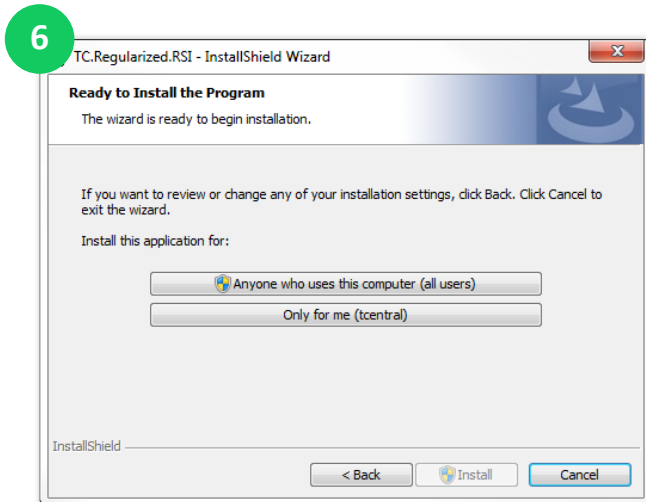 6
TC.Regularized.RSI - InstallShield Wizard
Ready to Install the Program
The wizard is ready to begin installation.
If you want to review or change any of your installation settings, click Back. Click Cancel to
exit the wizard.
Install this application for:
Anyone who uses this computer (all users)
Only for me (tcentral)
InstallShield
< Back
Install
Cancel